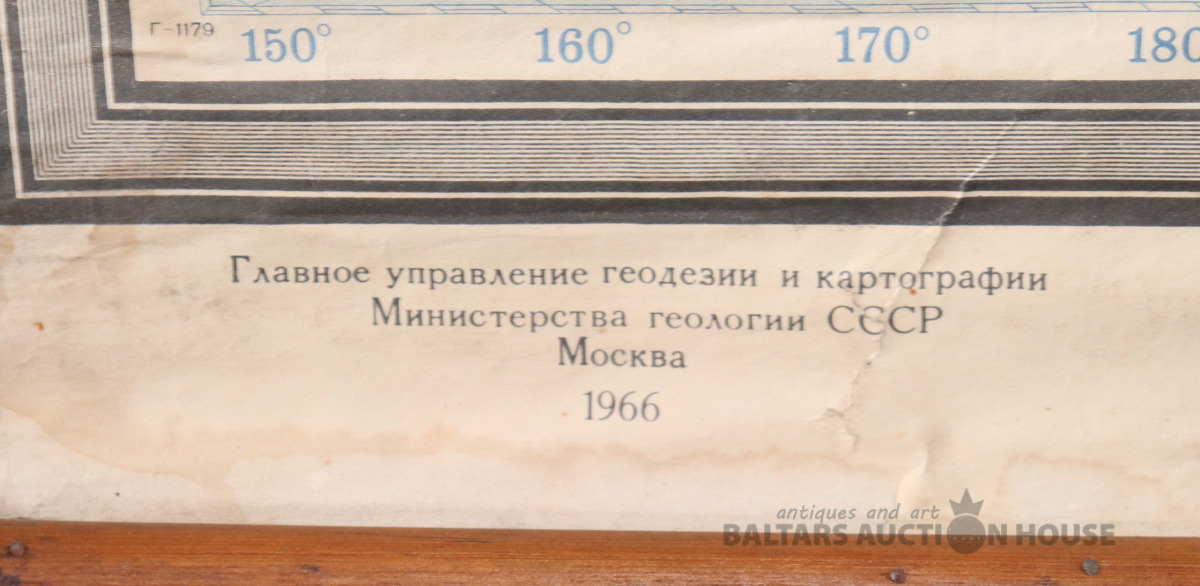 Г-1179
150° 160° 170° 180
Главное управление геодезии и картографии
Министерства геологии СССР
Москва
1966
antiques and art
BALTARS AUCTION HOUSE